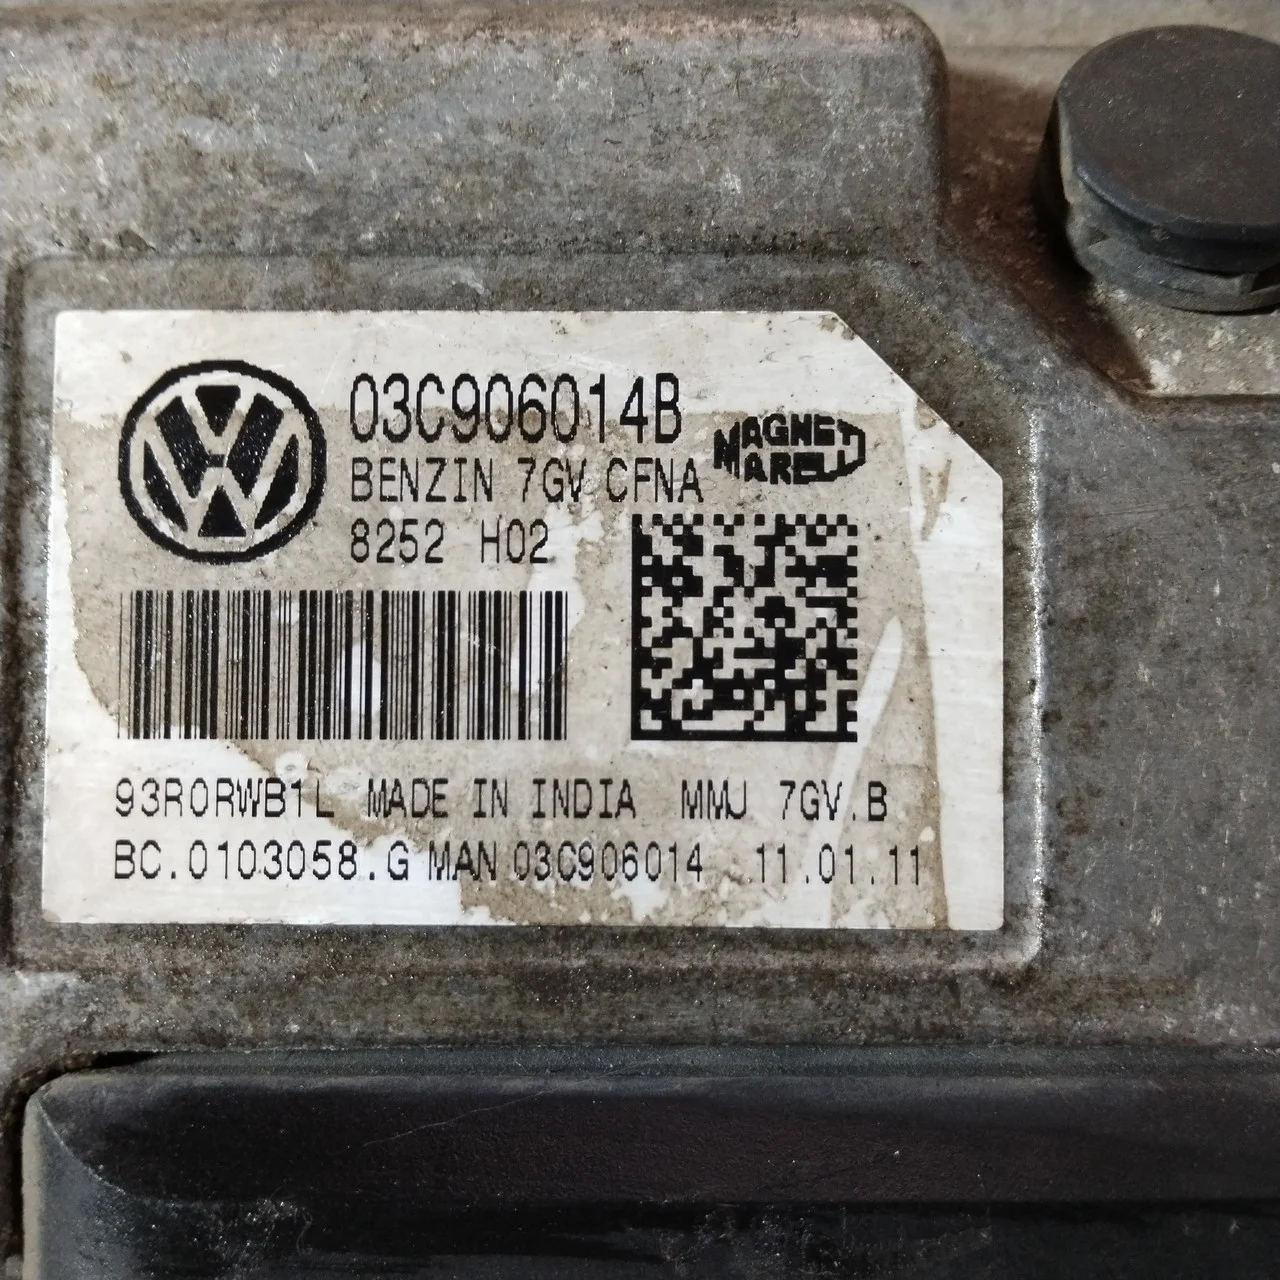 03C906014B
MAGNETI MARELLI
BENZIN 7GV CFNA
8252 H02
93R0RWB1L MADE IN INDIA MMJ 7GV.B
BC.0103058.G MAN 03C906014 11.01.11